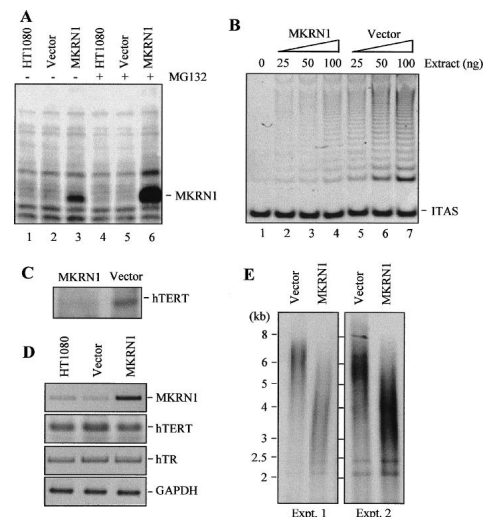 A
HT1080
Vector
MKRN1
HT1080
Vector
MKRN1
- - - + + + MG132
MKRN1
1 2 3 4 5 6
B
MKRN1 Vector
0 25 50 100 25 50 100 Extract (ng)
ITAS
1 2 3 4 5 6 7
C
MKRN1 Vector
hTERT
D
HT1080
Vector
MKRN1
MKRN1
hTERT
hTR
GAPDH
E
Vector
MKRN1
Vector
MKRN1
(kb)
8
6
5
4
3
2.5
2
Expt. 1 Expt. 2